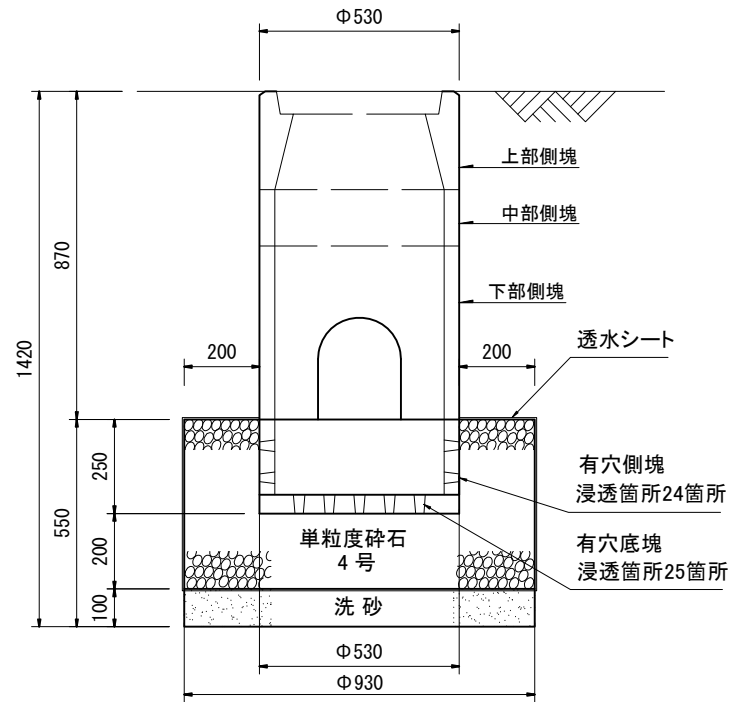 Φ530
上部側塊
中部側塊
下部側塊
870
1420
200
200
透水シート
250
550
有穴側塊
浸透箇所24箇所
単粒度砕石
4号
200
有穴底塊
浸透箇所25箇所
100
洗砂
Φ530
Φ930